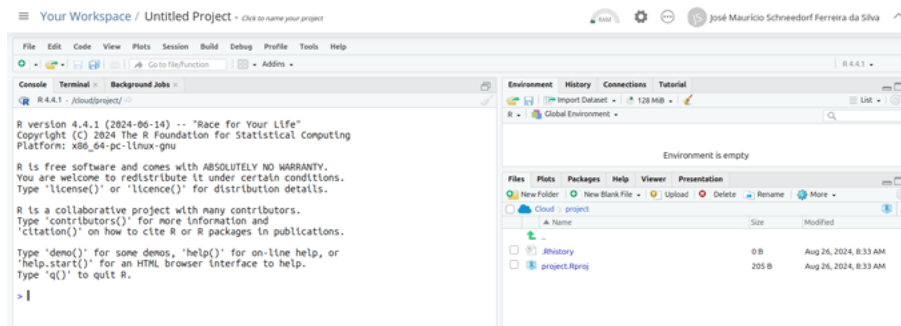 Your Workspace / Untitled Project - Click to name your project
RAM
JS José Maurício Schneedorf Ferreira da Silva
File Edit Code View Plots Session Build Debug Profile Tools Help
Go to file/function
Addins
R 4.4.1
Console Terminal Background Jobs
R 4.4.1 · /cloud/project/
R version 4.4.1 (2024-06-14) -- "Race for Your Life"
Copyright (C) 2024 The R Foundation for Statistical Computing
Platform: x86_64-pc-linux-gnu
R is free software and comes with ABSOLUTELY NO WARRANTY.
You are welcome to redistribute it under certain conditions.
Type 'license()' or 'licence()' for distribution details.
R is a collaborative project with many contributors.
Type 'contributors()' for more information and
'citation()' on how to cite R or R packages in publications.
Type 'demo()' for some demos, 'help()' for on-line help, or
'help.start()' for an HTML browser interface to help.
Type 'q()' to quit R.
>
Environment History Connections Tutorial
Import Dataset 128 MiB List
R Global Environment
Environment is empty
Files Plots Packages Help Viewer Presentation
New Folder New Blank File Upload Delete Rename More
Cloud project
Name Size Modified
..
.Rhistory 0 B Aug 26, 2024, 8:33 AM
project.Rproj 205 B Aug 26, 2024, 8:33 AM